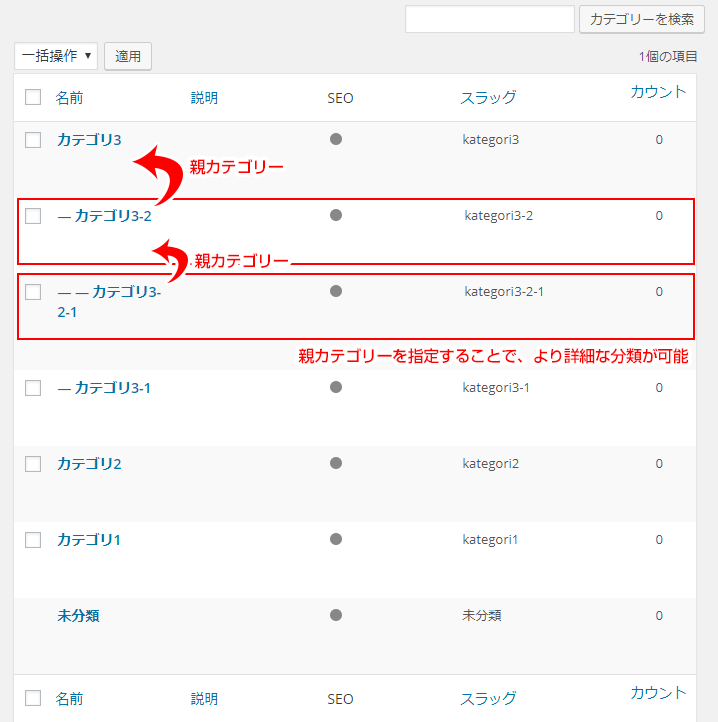 カテゴリーを検索
一括操作 ▼ 適用 1個の項目
名前 説明 SEO スラッグ カウント
カテゴリ3 kategori3 0
親カテゴリー
— カテゴリ3-2 kategori3-2 0
親カテゴリー
— — カテゴリ3- kategori3-2-1 0
2-1
親カテゴリーを指定することで、より詳細な分類が可能
— カテゴリ3-1 kategori3-1 0
カテゴリ2 kategori2 0
カテゴリ1 kategori1 0
未分類 未分類 0
名前 説明 SEO スラッグ カウント